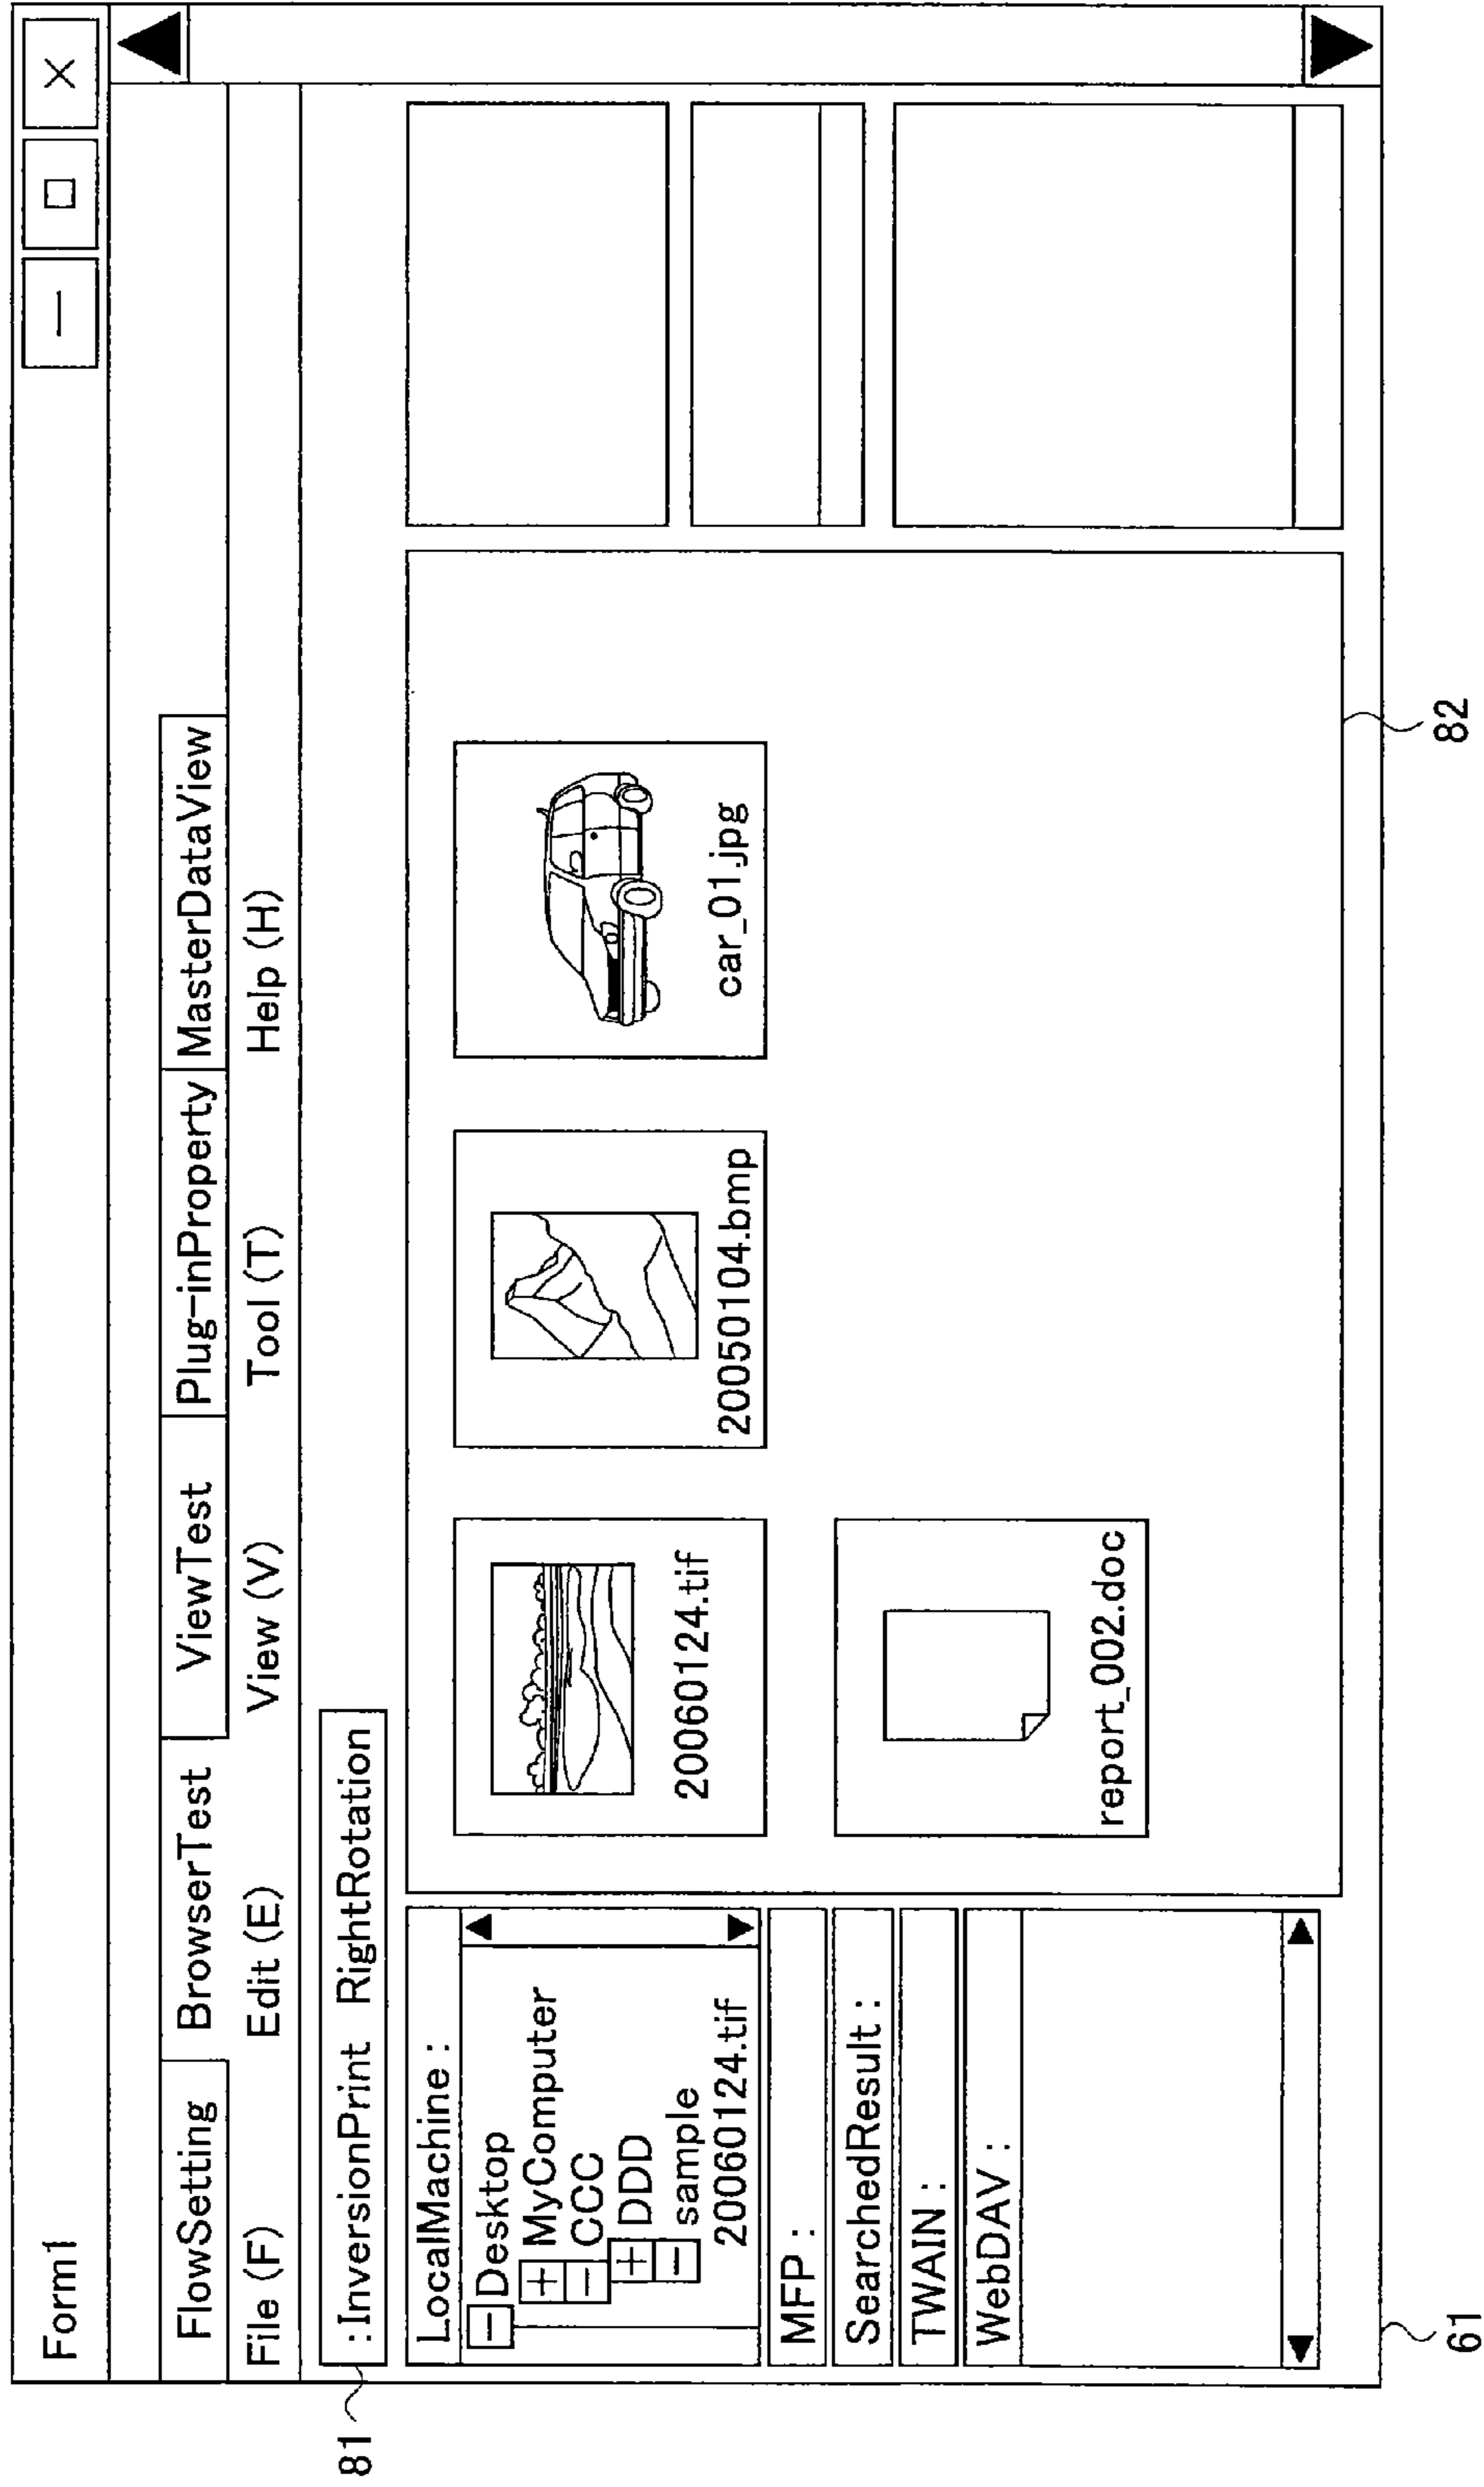 Form1
FlowSetting BrowserTest ViewTest Plug-inProperty MasterDataView
File (F) Edit (E) View (V) Tool (T) Help (H)
:InversionPrint RightRotation
81
LocalMachine :
Desktop
MyComputer
CCC
DDD
sample
20060124.tif
MFP :
SearchedResult :
TWAIN :
WebDAV :
20060124.tif
20050104.bmp
car_01.jpg
report_002.doc
61
82